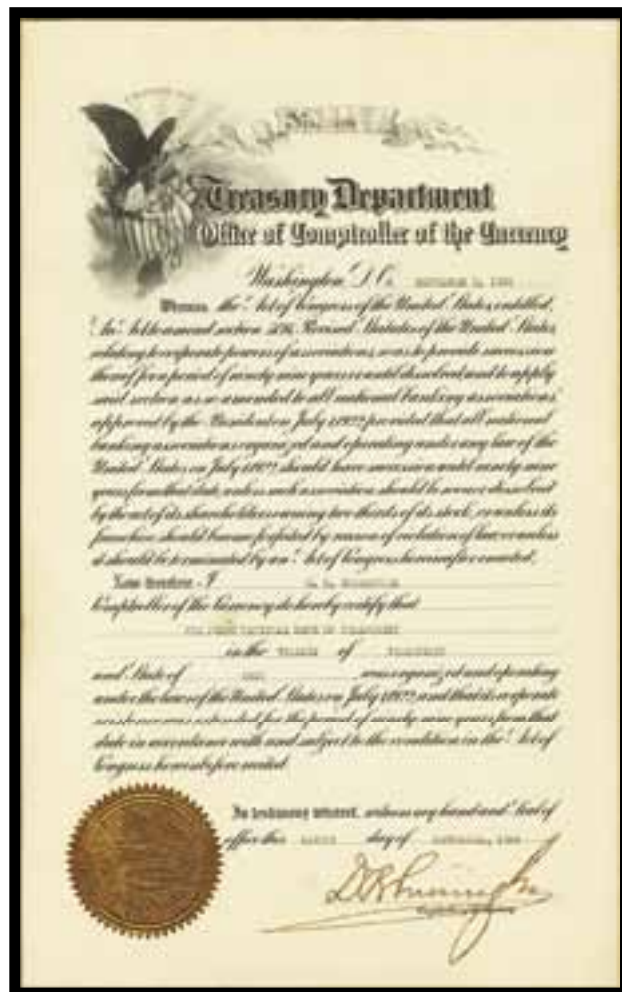 Treasury Department
Office of Comptroller of the Currency
Washington, D.C.
Whereas, the Act of Congress of the United States, entitled,
"An Act to amend section 5136, Revised Statutes of the United States
relating to corporate powers of associations, so as to provide succession
thereof for a period of ninety-nine years or until dissolved, and to apply
said section as so amended to all national banking associations"
approved by the President on July 1, 1922, provided that all national
banking associations organized and operating under any law of the
United States on July 1, 1922, should have succession until ninety-nine
years from that date, unless such association should be sooner dissolved
by the act of its shareholders owning two-thirds of its stock, or unless its
franchise should become forfeited by reason of violation of law, or unless
it should be terminated by an Act of Congress hereinafter enacted;
Now therefore, I
Comptroller of the Currency, do hereby certify that
in the of
and State of was organized and operating
under the laws of the United States on July 1, 1922, and that its corporate
existence was extended for the period of ninety-nine years from that
date in accordance with and subject to the condition in the Act of
Congress hereinbefore recited.
In testimony whereof, witness my hand and Seal of
office this day of